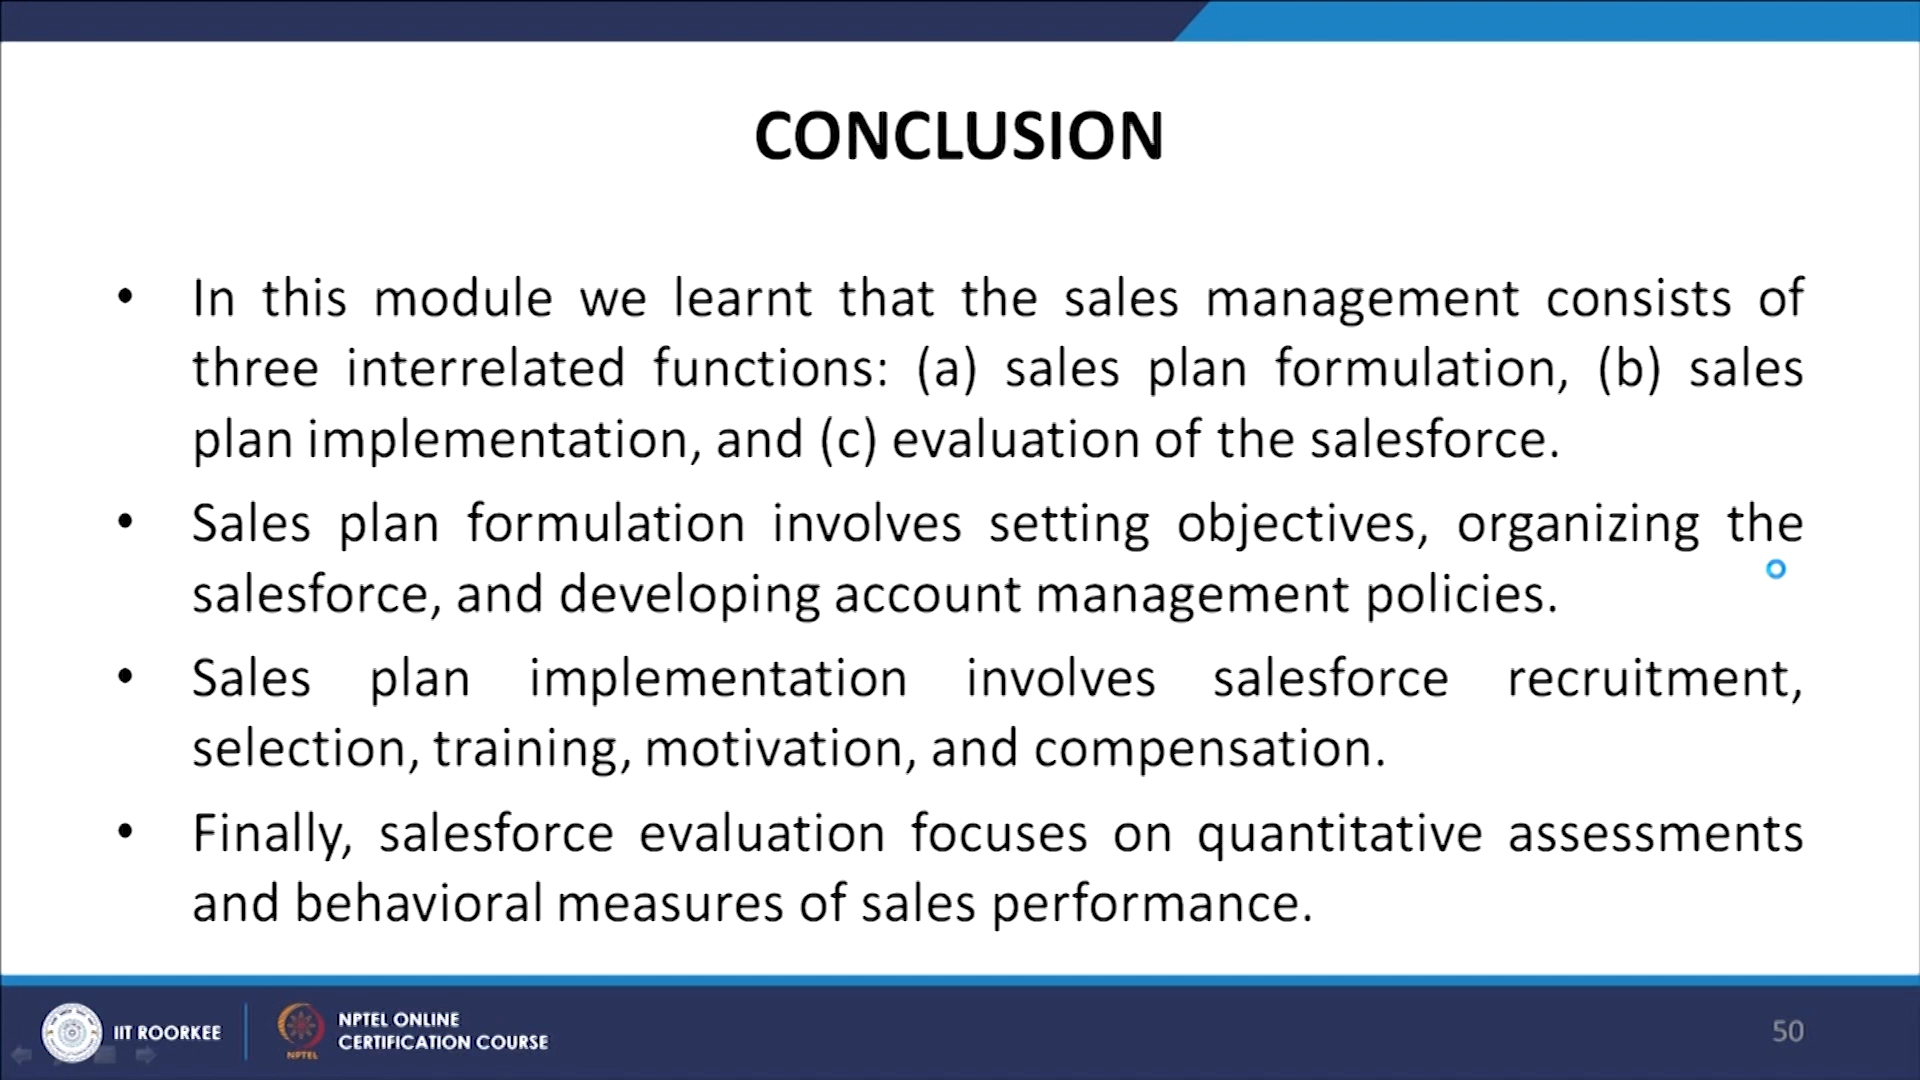 CONCLUSION
• In this module we learnt that the sales management consists of
three interrelated functions: (a) sales plan formulation, (b) sales
plan implementation, and (c) evaluation of the salesforce.
• Sales plan formulation involves setting objectives, organizing the
salesforce, and developing account management policies.
• Sales plan implementation involves salesforce recruitment,
selection, training, motivation, and compensation.
• Finally, salesforce evaluation focuses on quantitative assessments
and behavioral measures of sales performance.
IIT ROORKEE
NPTEL
NPTEL ONLINE
CERTIFICATION COURSE
50